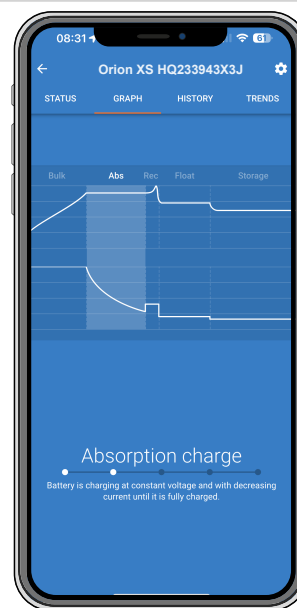 08:31 61
Orion XS HQ233943X3J
STATUS GRAPH HISTORY TRENDS
Bulk Abs Rec Float Storage
Absorption charge
Battery is charging at constant voltage and with decreasing
current until it is fully charged.